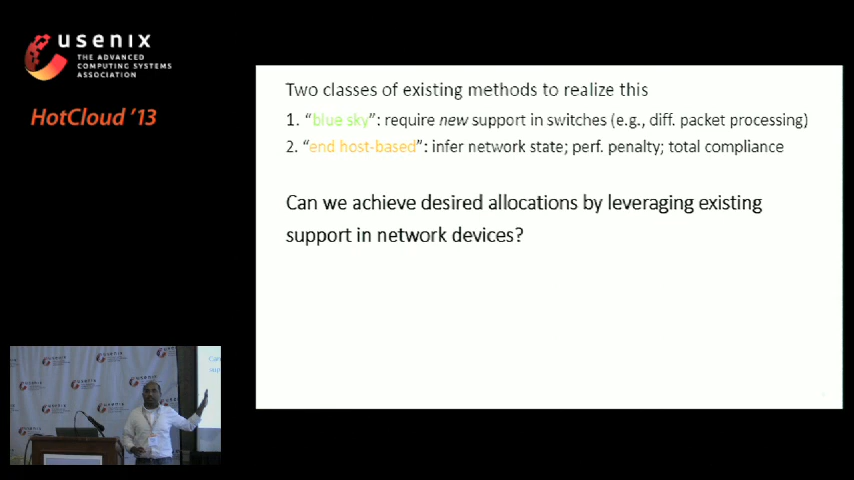 usenix
THE ADVANCED
COMPUTING SYSTEMS
ASSOCIATION
HotCloud '13
Two classes of existing methods to realize this
1. "blue sky": require new support in switches (e.g., diff. packet processing)
2. "end host-based": infer network state; perf. penalty; total compliance
Can we achieve desired allocations by leveraging existing
support in network devices?